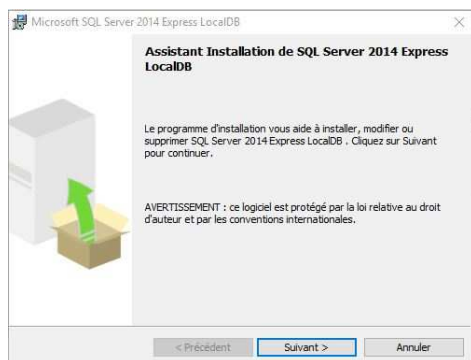 Microsoft SQL Server 2014 Express LocalDB
Assistant Installation de SQL Server 2014 Express
LocalDB
Le programme d'installation vous aide à installer, modifier ou
supprimer SQL Server 2014 Express LocalDB . Cliquez sur Suivant
pour continuer.
AVERTISSEMENT : ce logiciel est protégé par la loi relative au droit
d'auteur et par les conventions internationales.
< Précédent
Suivant >
Annuler